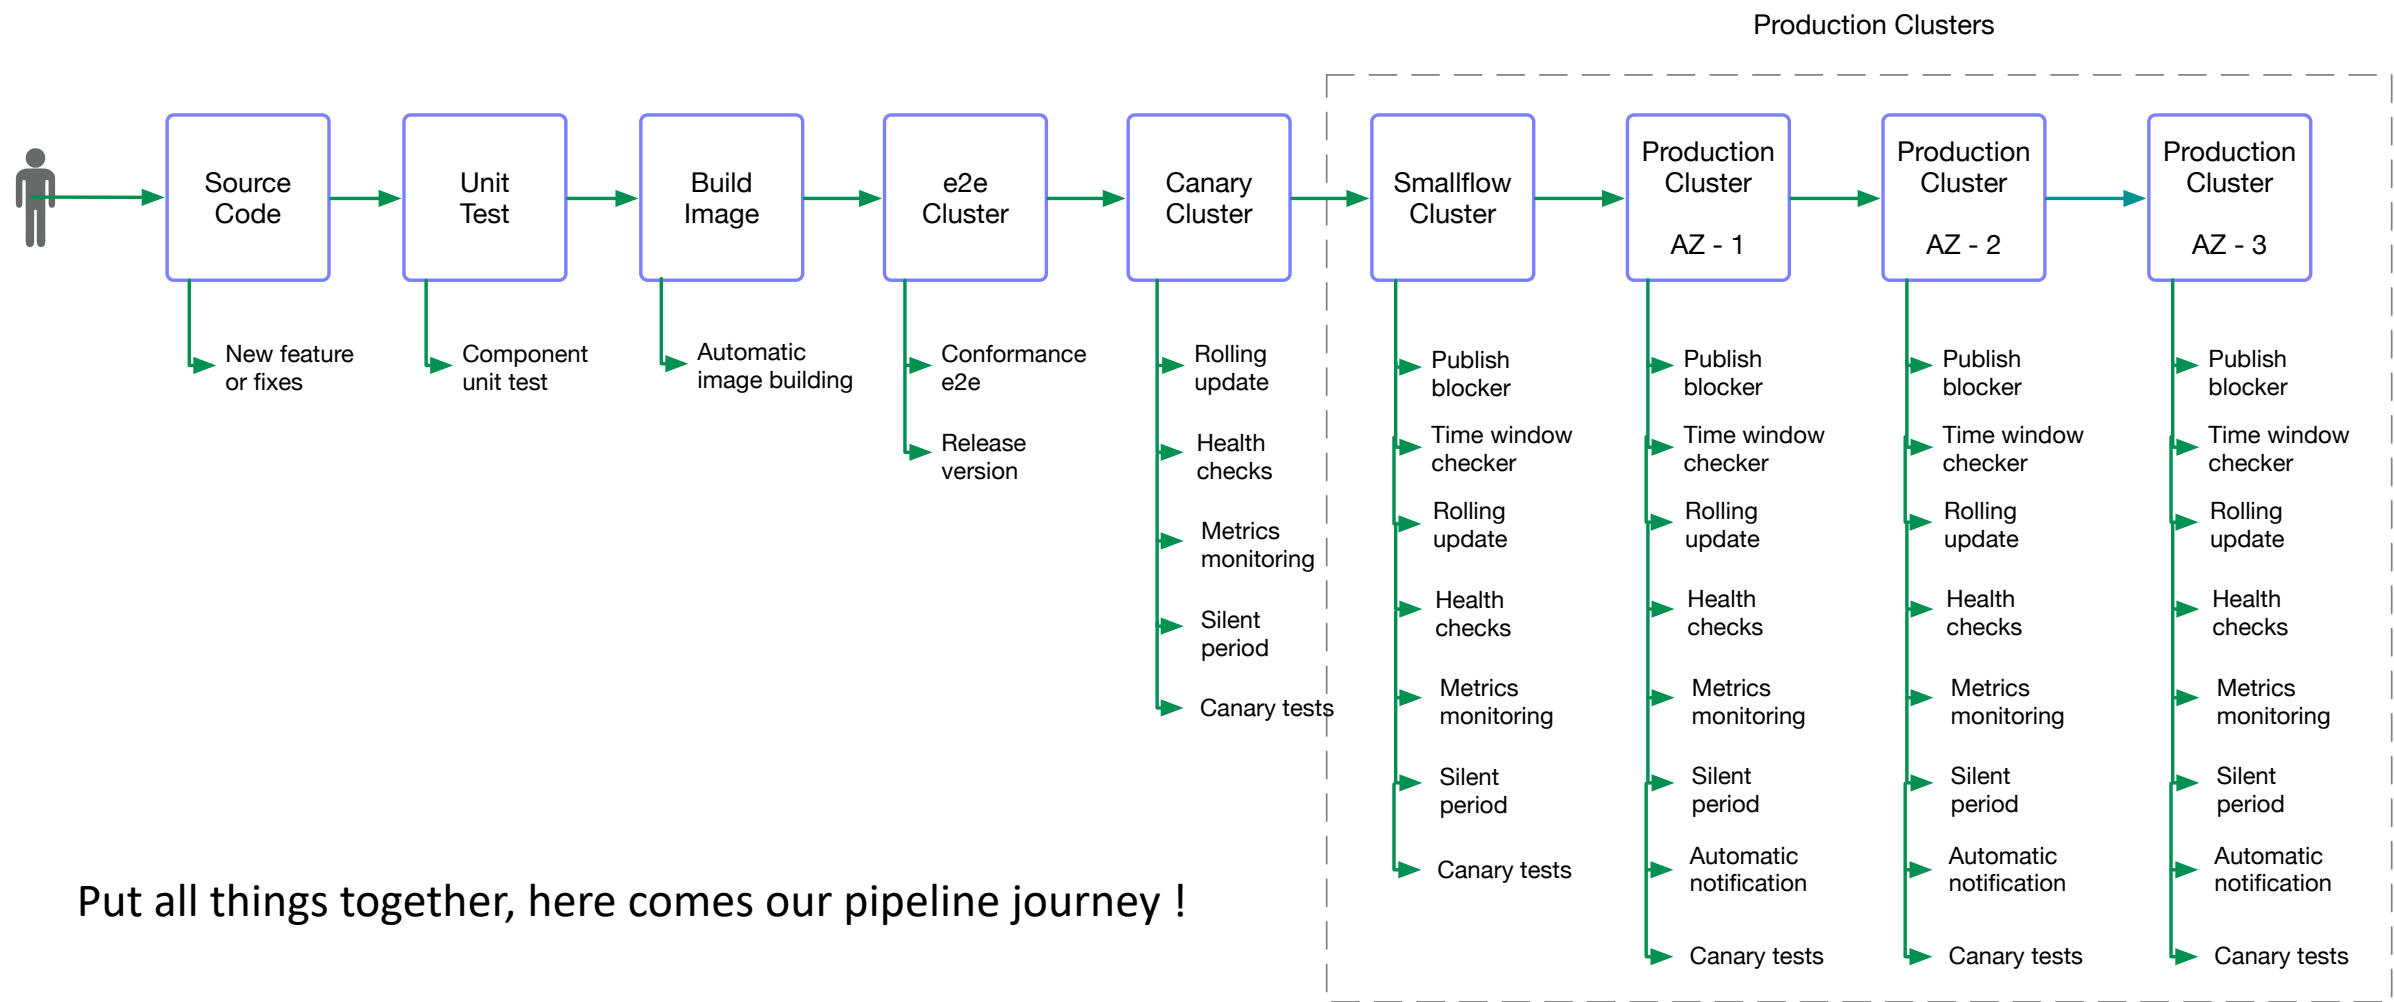 Production Clusters
Source
Code
Unit
Test
Build
Image
e2e
Cluster
Canary
Cluster
Smallflow
Cluster
Production
Cluster
AZ - 1
Production
Cluster
AZ - 2
Production
Cluster
AZ - 3
New feature
or fixes
Component
unit test
Automatic
image building
Conformance
e2e
Release
version
Rolling
update
Health
checks
Metrics
monitoring
Silent
period
Canary tests
Publish
blocker
Time window
checker
Rolling
update
Health
checks
Metrics
monitoring
Silent
period
Canary tests
Publish
blocker
Time window
checker
Rolling
update
Health
checks
Metrics
monitoring
Silent
period
Automatic
notification
Canary tests
Publish
blocker
Time window
checker
Rolling
update
Health
checks
Metrics
monitoring
Silent
period
Automatic
notification
Canary tests
Publish
blocker
Time window
checker
Rolling
update
Health
checks
Metrics
monitoring
Silent
period
Automatic
notification
Canary tests
Put all things together, here comes our pipeline journey !